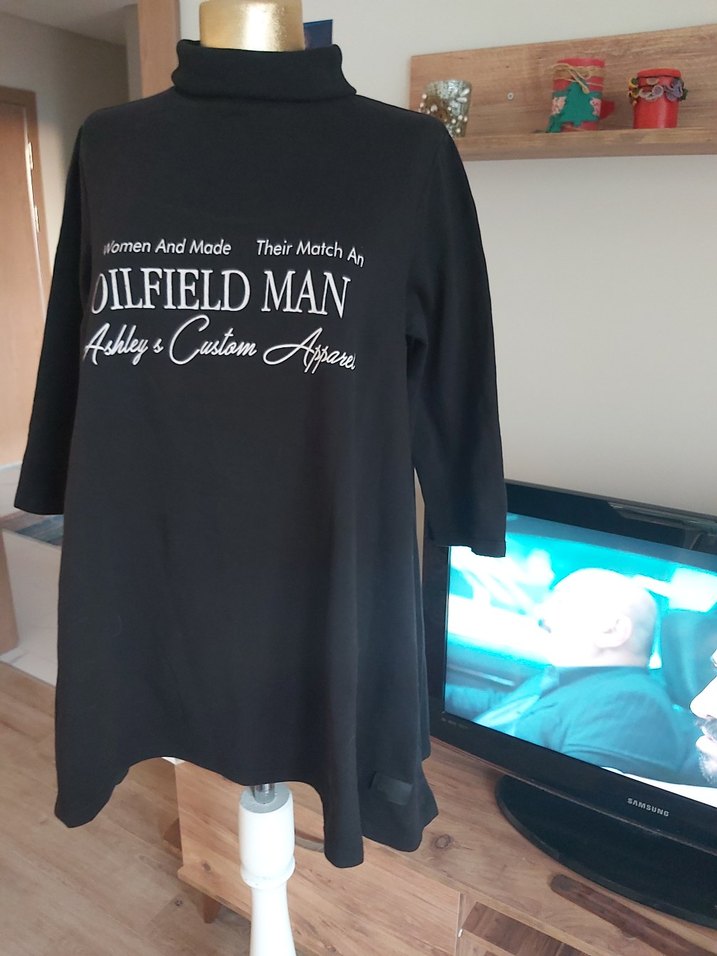 Women And Made Their Match An
OILFIELD MAN
Ashley s Custom Apparel
SAMSUNG